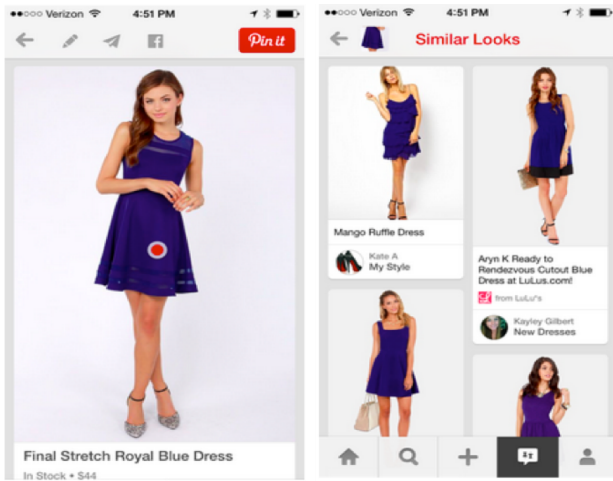 Verizon 4:51 PM
Pin it
Final Stretch Royal Blue Dress
In Stock • $44
Verizon 4:51 PM
Similar Looks
Mango Ruffle Dress
Kate A
My Style
Aryn K Ready to
Rendezvous Cutout Blue
Dress at LuLus.com!
from LuLu's
Kayley Gilbert
New Dresses